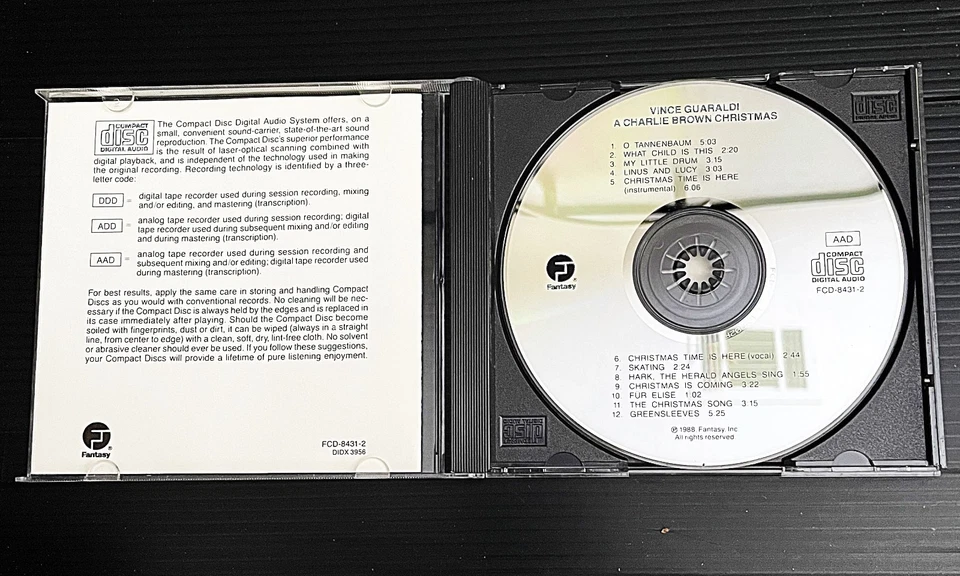 COMPACT
disc
DIGITAL AUDIO
The Compact Disc Digital Audio System offers, on a
small, convenient sound-carrier, state-of-the-art sound
reproduction. The Compact Disc's superior performance
is the result of laser-optical scanning combined with
digital playback, and is independent of the technology used in making
the original recording. Recording technology is identified by a three-
letter code:
DDD = digital tape recorder used during session recording, mixing
and/or editing, and mastering (transcription).
ADD = analog tape recorder used during session recording; digital
tape recorder used during subsequent mixing and/or editing
and during mastering (transcription).
AAD = analog tape recorder used during session recording and
subsequent mixing and/or editing; digital tape recorder used
during mastering (transcription).
For best results, apply the same care in storing and handling Compact
Discs as you would with conventional records. No cleaning will be nec-
essary if the Compact Disc is always held by the edges and is replaced in
its case immediately after playing. Should the Compact Disc become
soiled with fingerprints, dust or dirt, it can be wiped (always in a straight
line, from center to edge) with a clean, soft, dry, lint-free cloth. No solvent
or abrasive cleaner should ever be used. If you follow these suggestions,
your Compact Discs will provide a lifetime of pure listening enjoyment.
Fantasy
FCD-8431-2
DIDX 3956
VINCE GUARALDI
A CHARLIE BROWN CHRISTMAS
1. O TANNENBAUM 5:03
2. WHAT CHILD IS THIS 2:20
3 MY LITTLE DRUM 3.15
4. LINUS AND LUCY 3:03
5 CHRISTMAS TIME IS HERE
(instrumental) 6.06
Fantasy
AAD
COMPACT
disc
DIGITAL AUDIO
FCD-8431-2
6. CHRISTMAS TIME IS HERE (vocal) 2 44
7. SKATING 2.24
8 HARK, THE HERALD ANGELS SING 1:55
9. CHRISTMAS IS COMING 3 22
10. FUR ELISE 1:02
11. THE CHRISTMAS SONG 3.15
12. GREENSLEEVES 5.25
℗ 1988. Fantasy, Inc
All rights reserved
COMPACT
disc
DIGITAL AUDIO